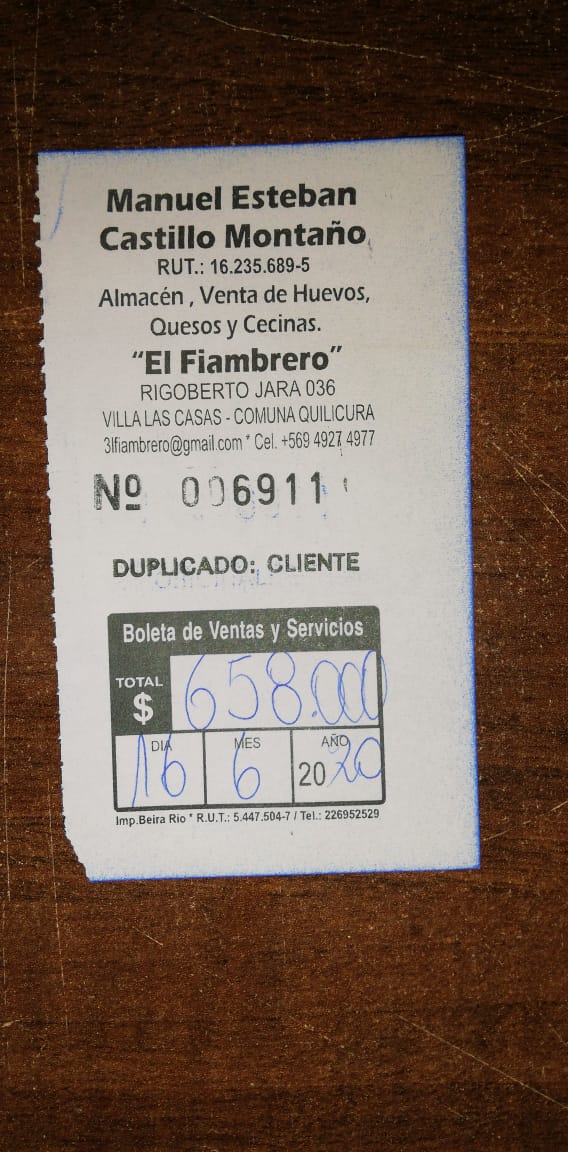 Manuel Esteban
Castillo Montaño
RUT.: 16.235.689-5
Almacén , Venta de Huevos,
Quesos y Cecinas.
“El Fiambrero”
RIGOBERTO JARA 036
VILLA LAS CASAS - COMUNA QUILICURA
3lfiambrero@gmail.com * Cel. +569 4927 4977
Nº 006911
DUPLICADO: CLIENTE
Boleta de Ventas y Servicios
TOTAL
$ 658.000
DIA MES AÑO
16 6 2020
Imp.Beira Rio * R.U.T.: 5.447.504-7 / Tel.: 226952529